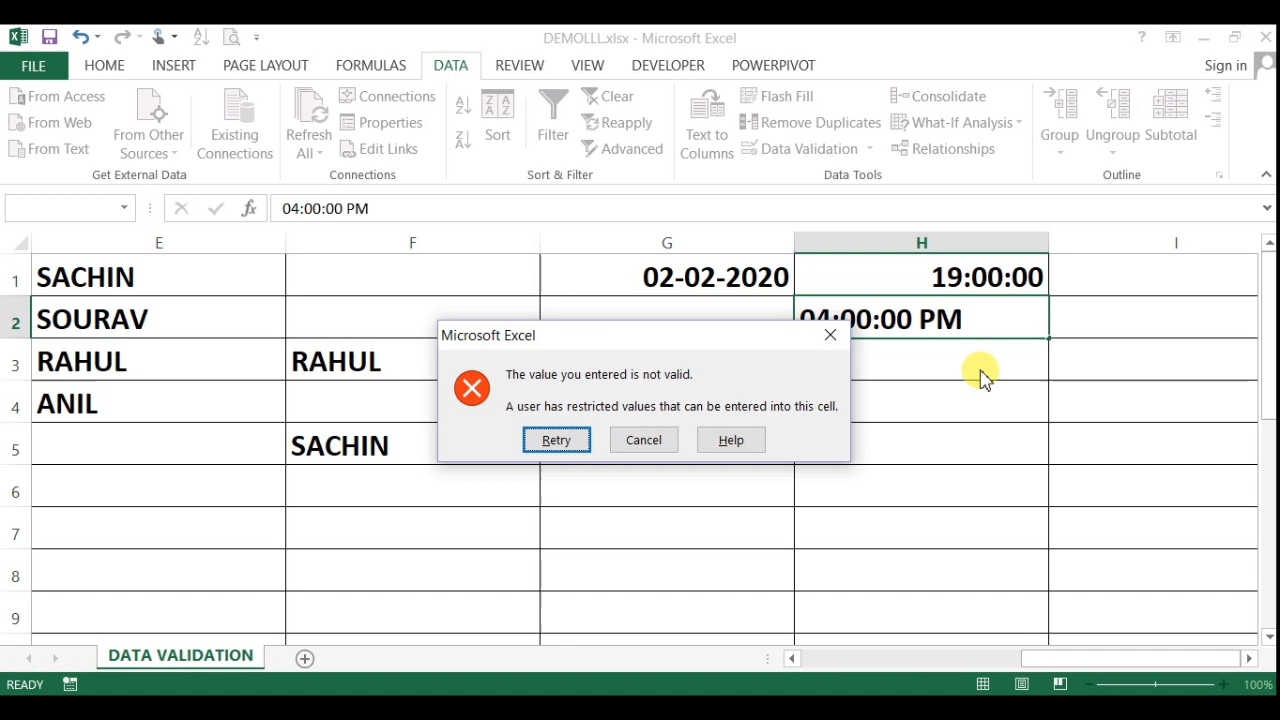 DEMOLLL.xlsx - Microsoft Excel
FILE HOME INSERT PAGE LAYOUT FORMULAS DATA REVIEW VIEW DEVELOPER POWERPIVOT Sign in
From Access
From Web
From Text
From Other
Sources
Existing
Connections
Get External Data
Refresh
All
Connections
Properties
Edit Links
Connections
Sort
Filter
Clear
Reapply
Advanced
Sort & Filter
Text to
Columns
Flash Fill
Remove Duplicates
Data Validation
Consolidate
What-If Analysis
Relationships
Data Tools
Group
Ungroup
Subtotal
Outline
fx 04:00:00 PM
E F G H I
1 SACHIN 02-02-2020 19:00:00
2 SOURAV 04:00:00 PM
3 RAHUL RAHUL
4 ANIL
5 SACHIN
6
7
8
9
Microsoft Excel
The value you entered is not valid.
A user has restricted values that can be entered into this cell.
Retry Cancel Help
DATA VALIDATION
READY 100%